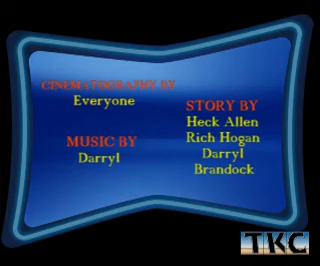 CINEMATOGRAPHY BY
Everyone
MUSIC BY
Darryl
STORY BY
Heck Allen
Rich Hogan
Darryl
Brandock
TKC